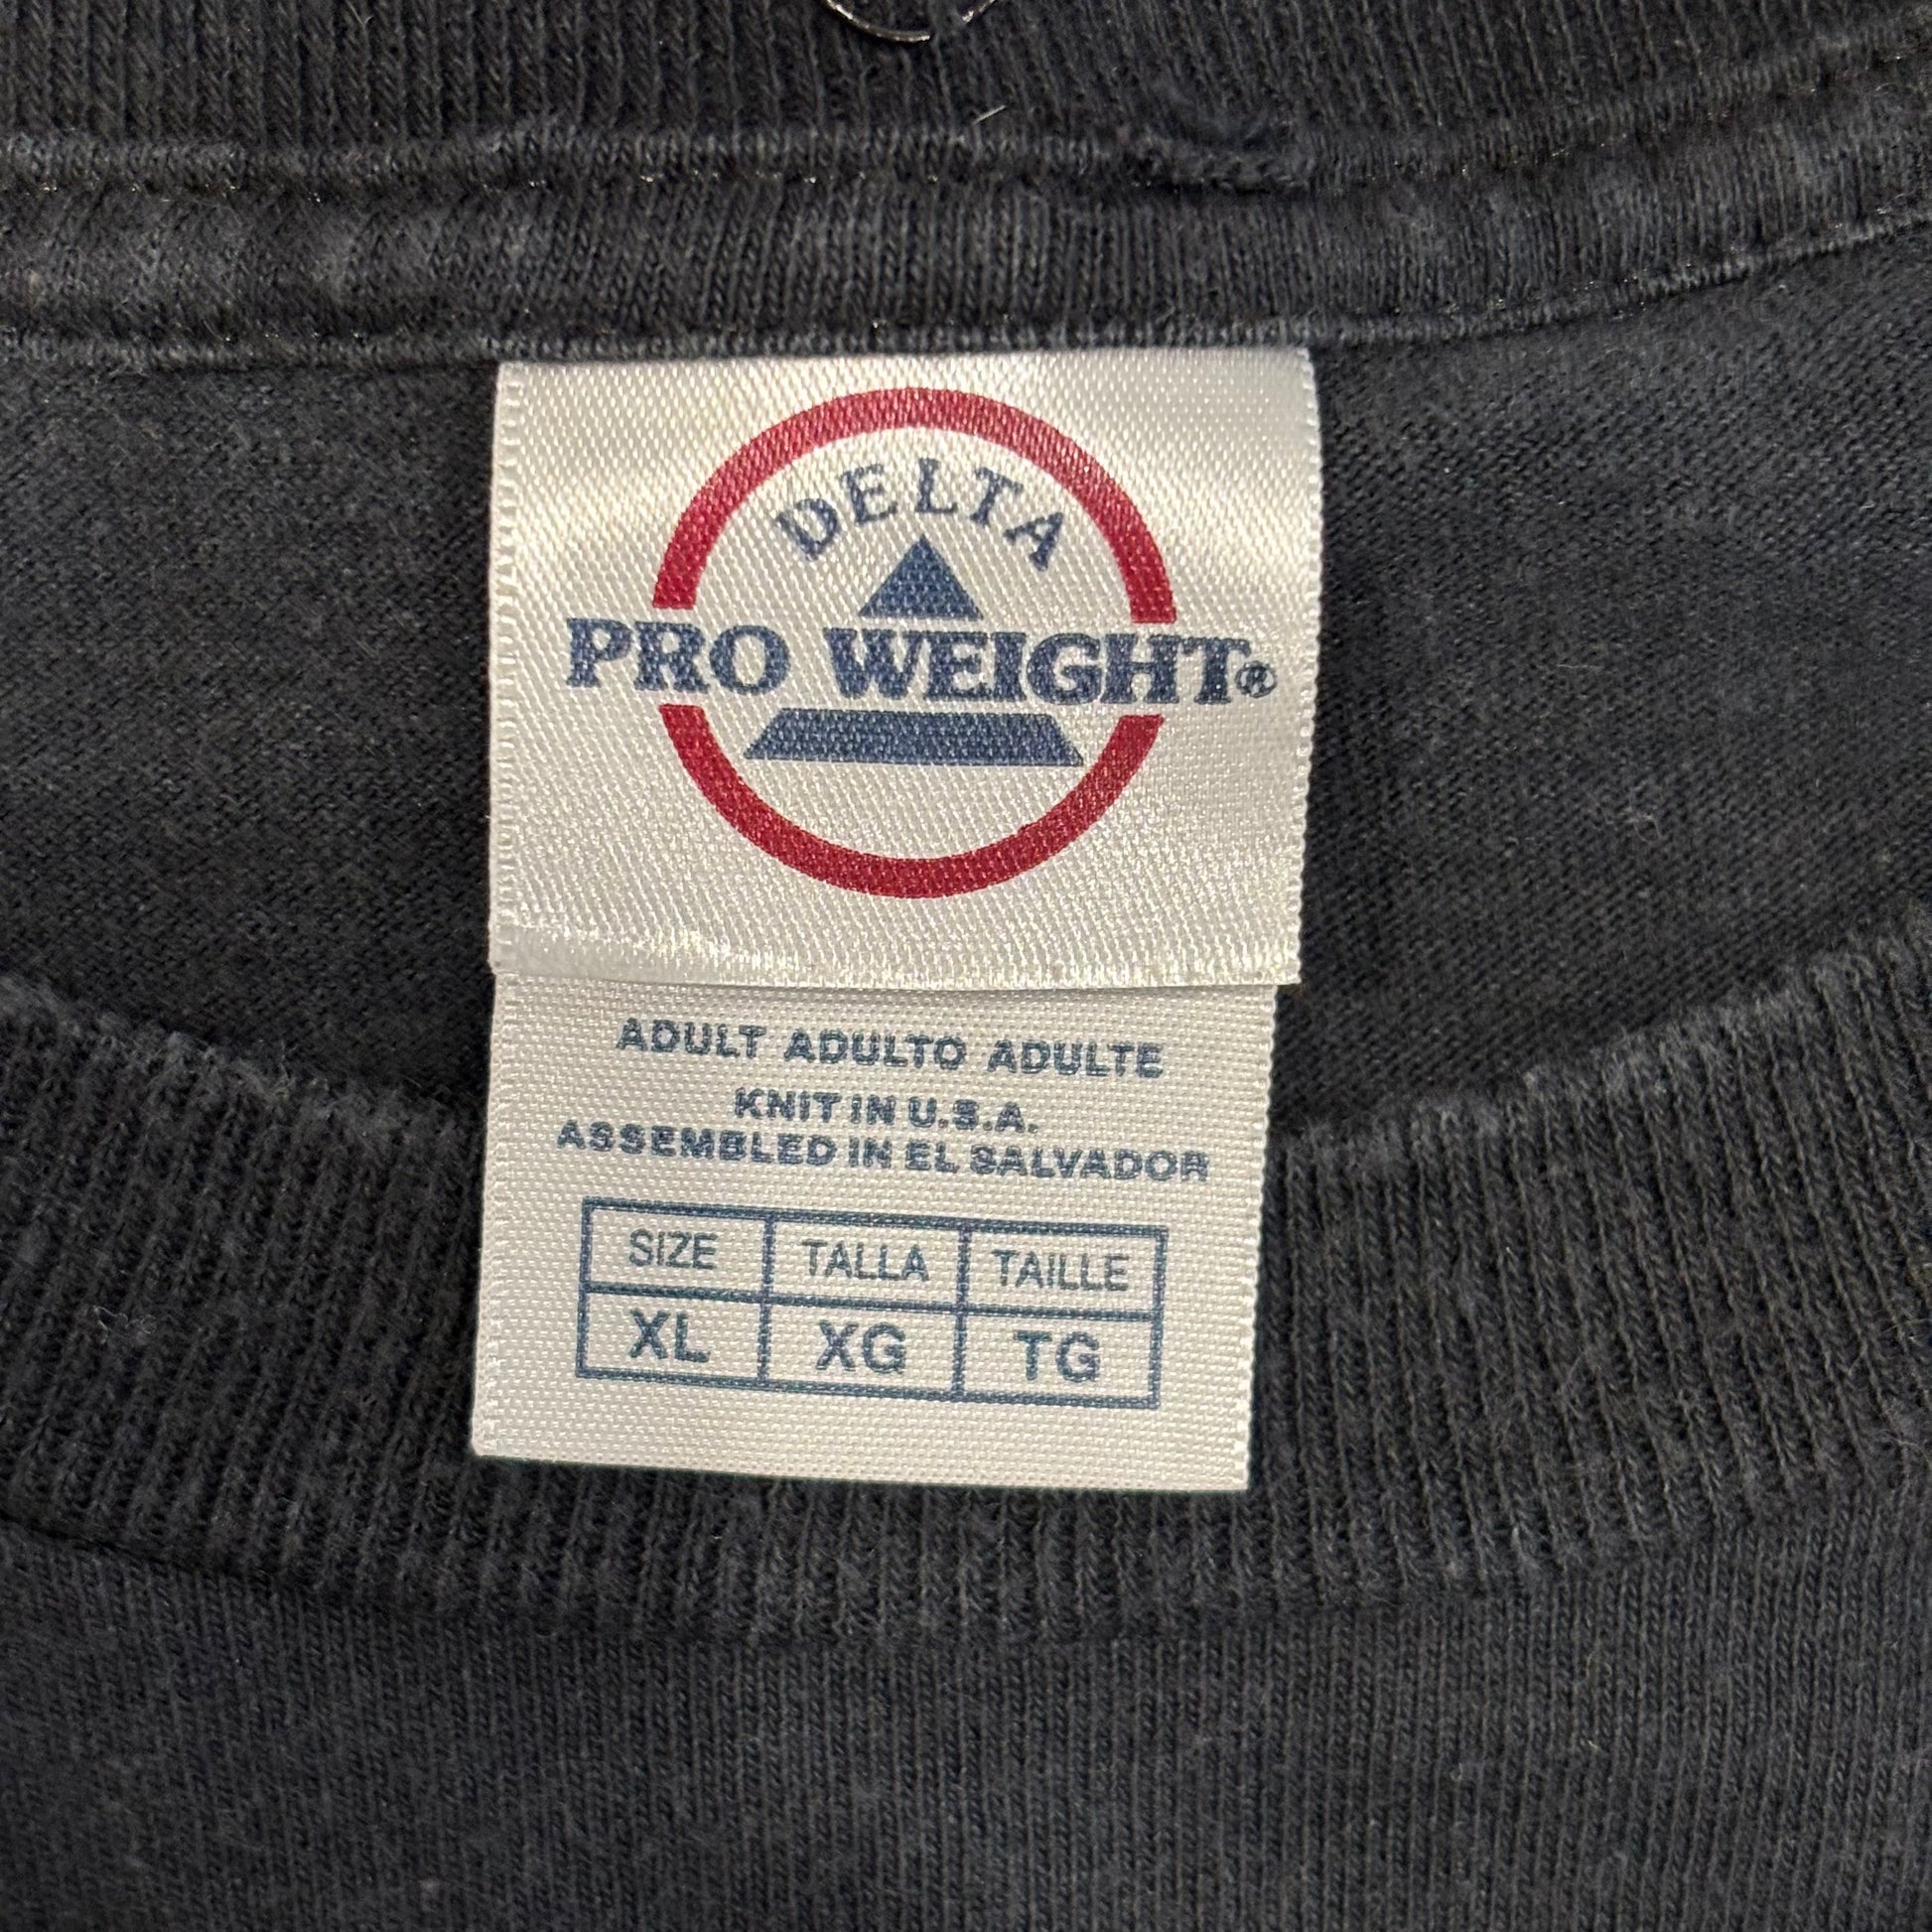 DELTA
PRO WEIGHT®
ADULT ADULTO ADULTE
KNIT IN U.S.A.
ASSEMBLED IN EL SALVADOR
SIZE TALLA TAILLE
XL XG TG